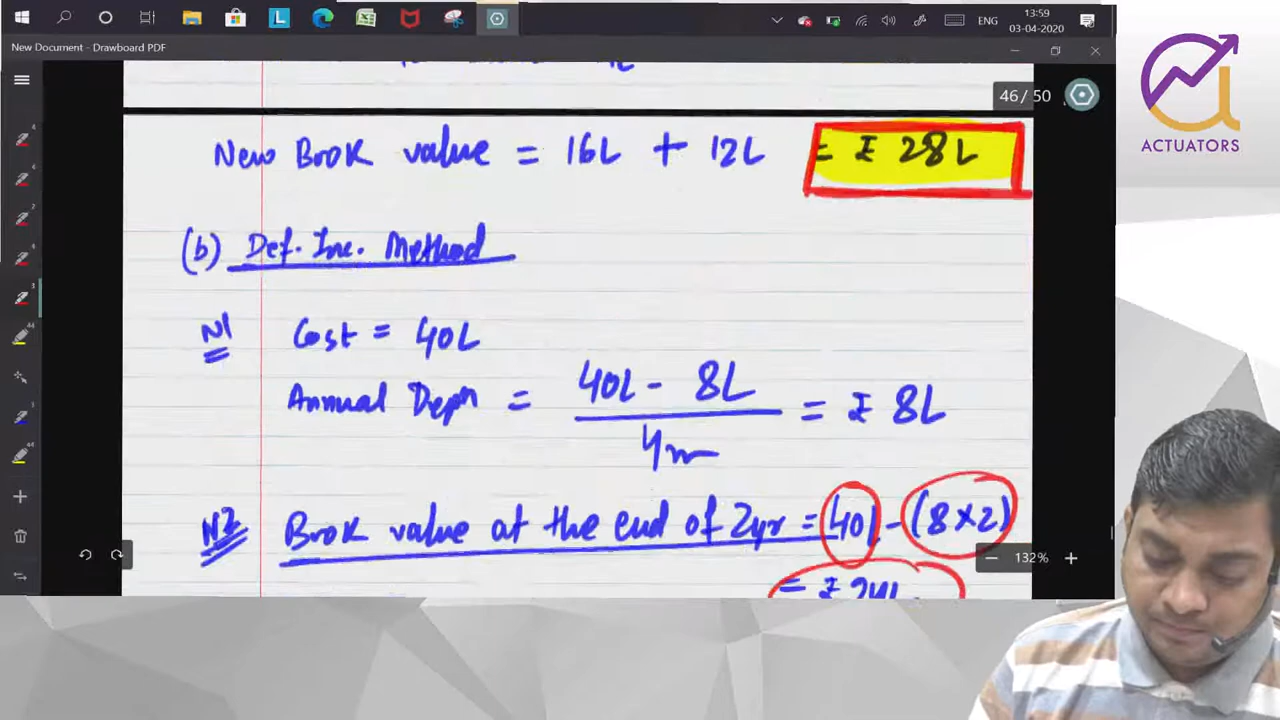 13:59
ENG
03-04-2020
New Document - Drawboard PDF
46 / 50
ACTUATORS
New Book value = 16L + 12L = ₹ 28L
(b) Def. Inc. Method
N1 Cost = 40L
Annual Depn = 40L - 8L = ₹ 8L
4
N2 Book value at the end of 2yr = 40L - (8×2)
132%
= ₹ 24L